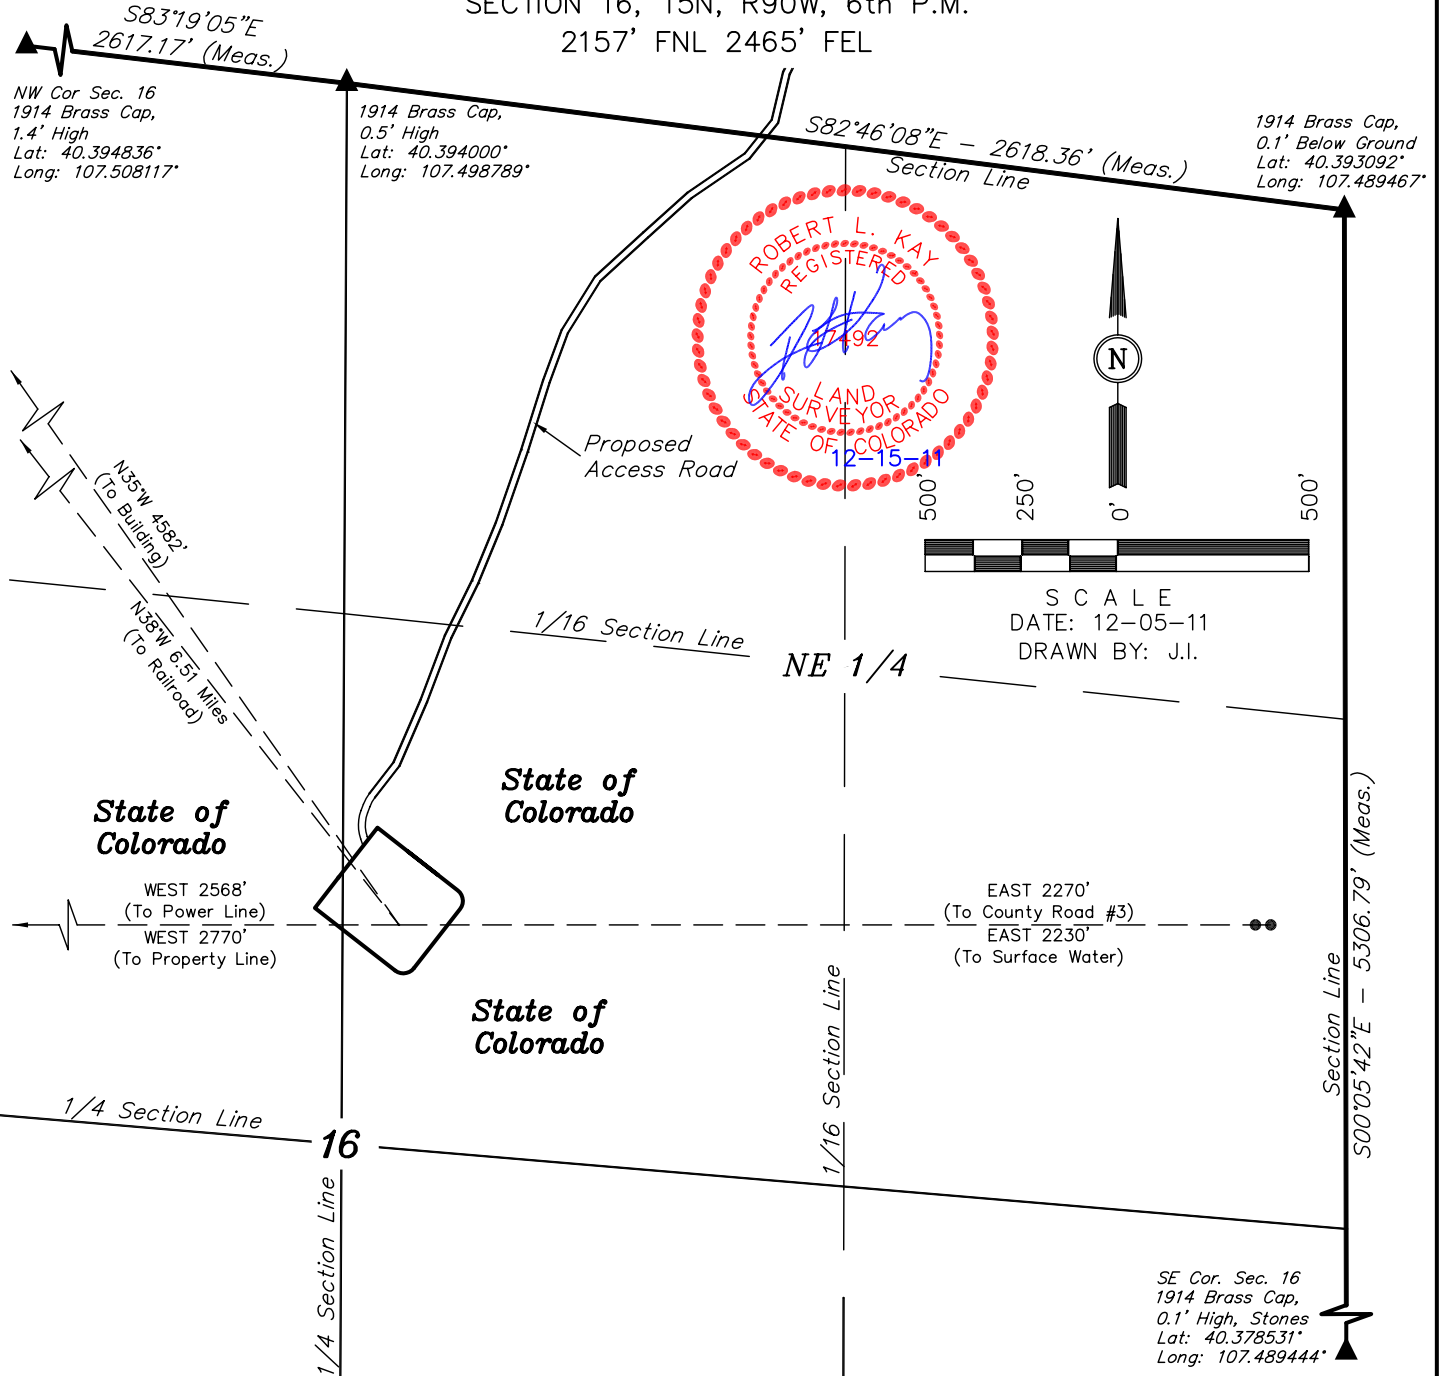 SECTION 16, T5N, R90W, 6th P.M.
2157' FNL 2465' FEL
S83°19'05"E
2617.17' (Meas.)
NW Cor Sec. 16
1914 Brass Cap,
1.4' High
Lat: 40.394836°
Long: 107.508117°
1914 Brass Cap,
0.5' High
Lat: 40.394000°
Long: 107.498789°
S82°46'08"E – 2618.36' (Meas.)
Section Line
1914 Brass Cap,
0.1' Below Ground
Lat: 40.393092°
Long: 107.489467°
ROBERT L. KAY
REGISTERED
17492
LAND
SURVEYOR
STATE OF COLORADO
12-15-11
N
Proposed
Access Road
500'
250'
0'
500'
SCALE
DATE: 12-05-11
DRAWN BY: J.I.
N35°W 4582'
(To Building)
N38°W 6.51 Miles
(To Railroad)
1/16 Section Line
NE 1/4
State of
Colorado
State of
Colorado
WEST 2568'
(To Power Line)
WEST 2770'
(To Property Line)
EAST 2270'
(To County Road #3)
EAST 2230'
(To Surface Water)
State of
Colorado
1/16 Section Line
Section Line
S00°05'42"E – 5306.79' (Meas.)
1/4 Section Line
16
1/4 Section Line
SE Cor. Sec. 16
1914 Brass Cap,
0.1' High, Stones
Lat: 40.378531°
Long: 107.489444°